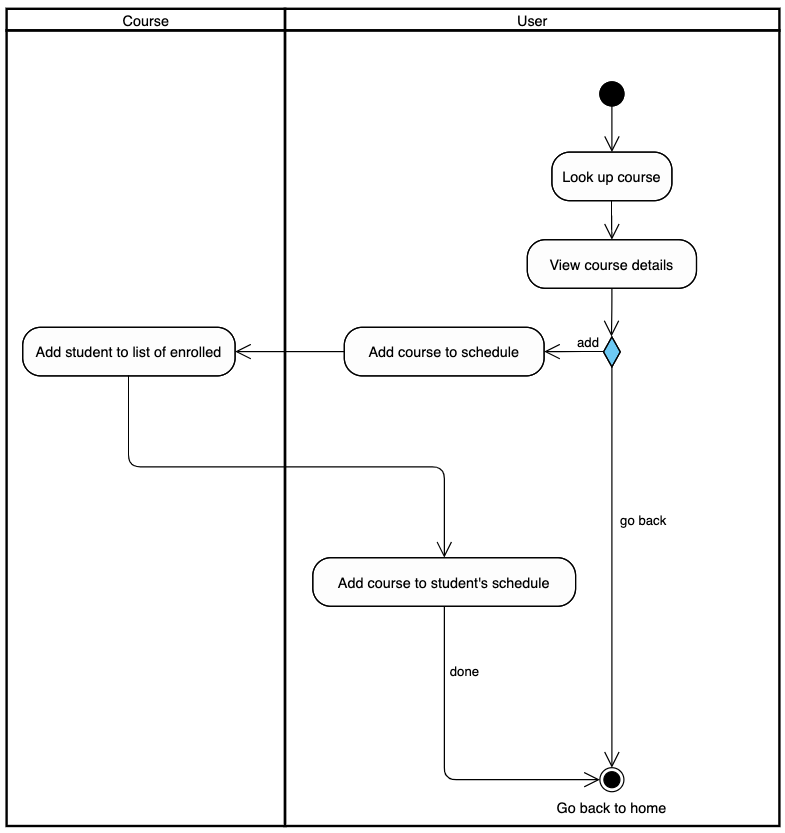 Course
User
Look up course
View course details
add
Add course to schedule
Add student to list of enrolled
go back
Add course to student's schedule
done
Go back to home